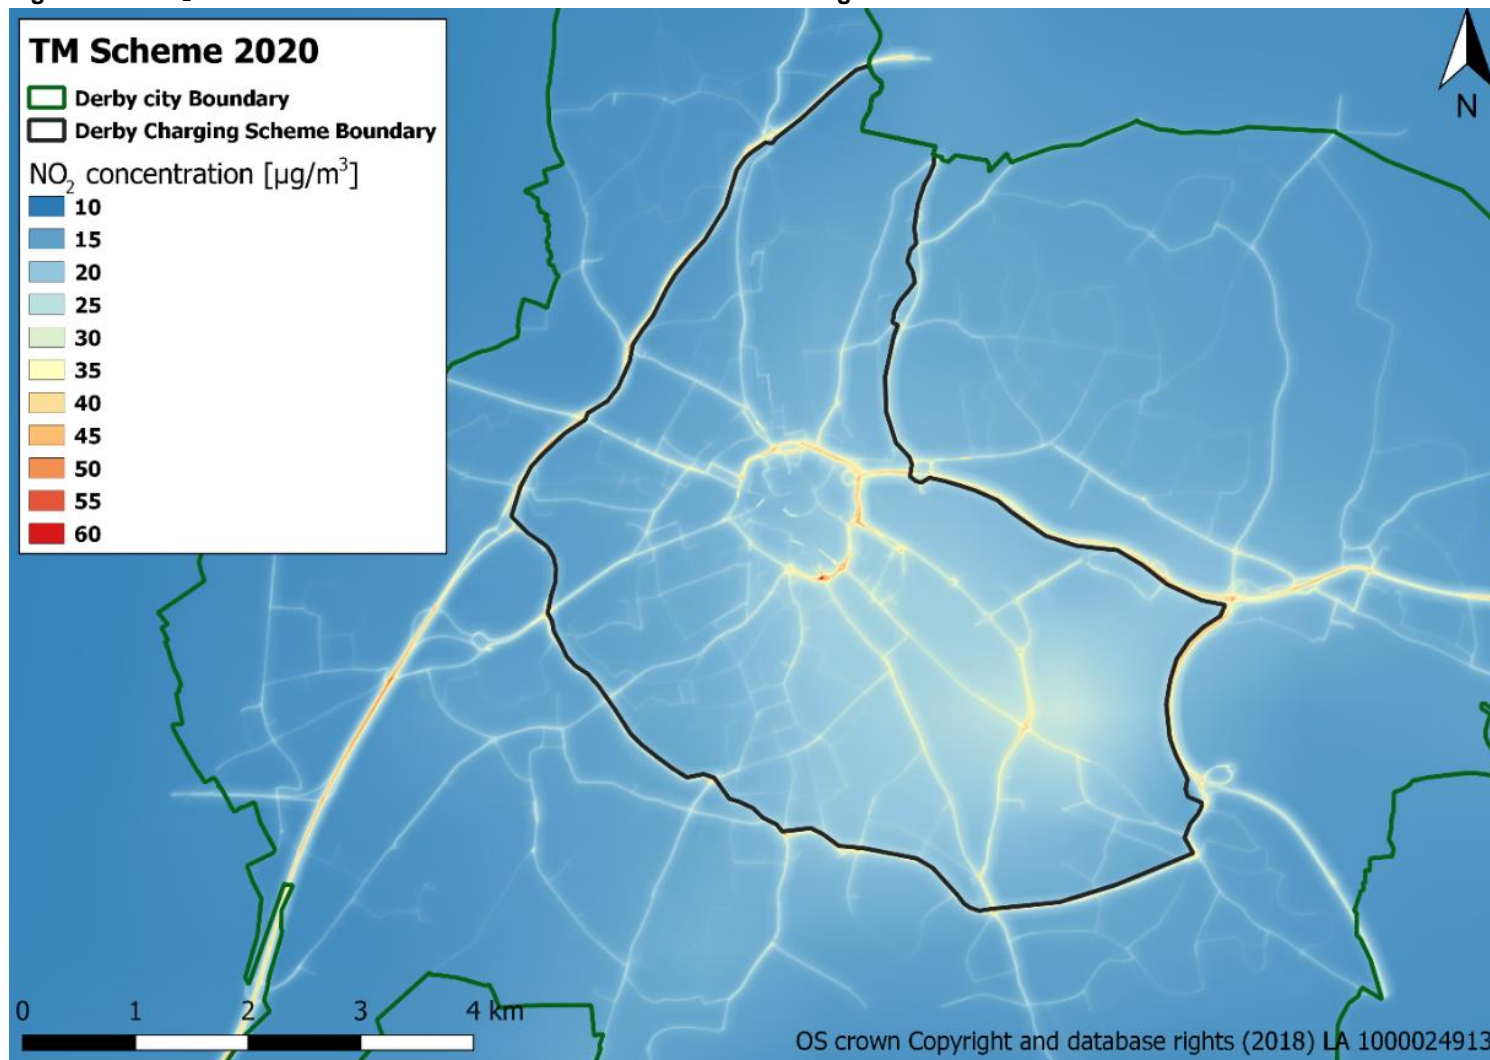 TM Scheme 2020
Derby city Boundary
Derby Charging Scheme Boundary
NO₂ concentration [µg/m³]
10
15
20
25
30
35
40
45
50
55
60
N
0 1 2 3 4 km
OS crown Copyright and database rights (2018) LA 1000024913